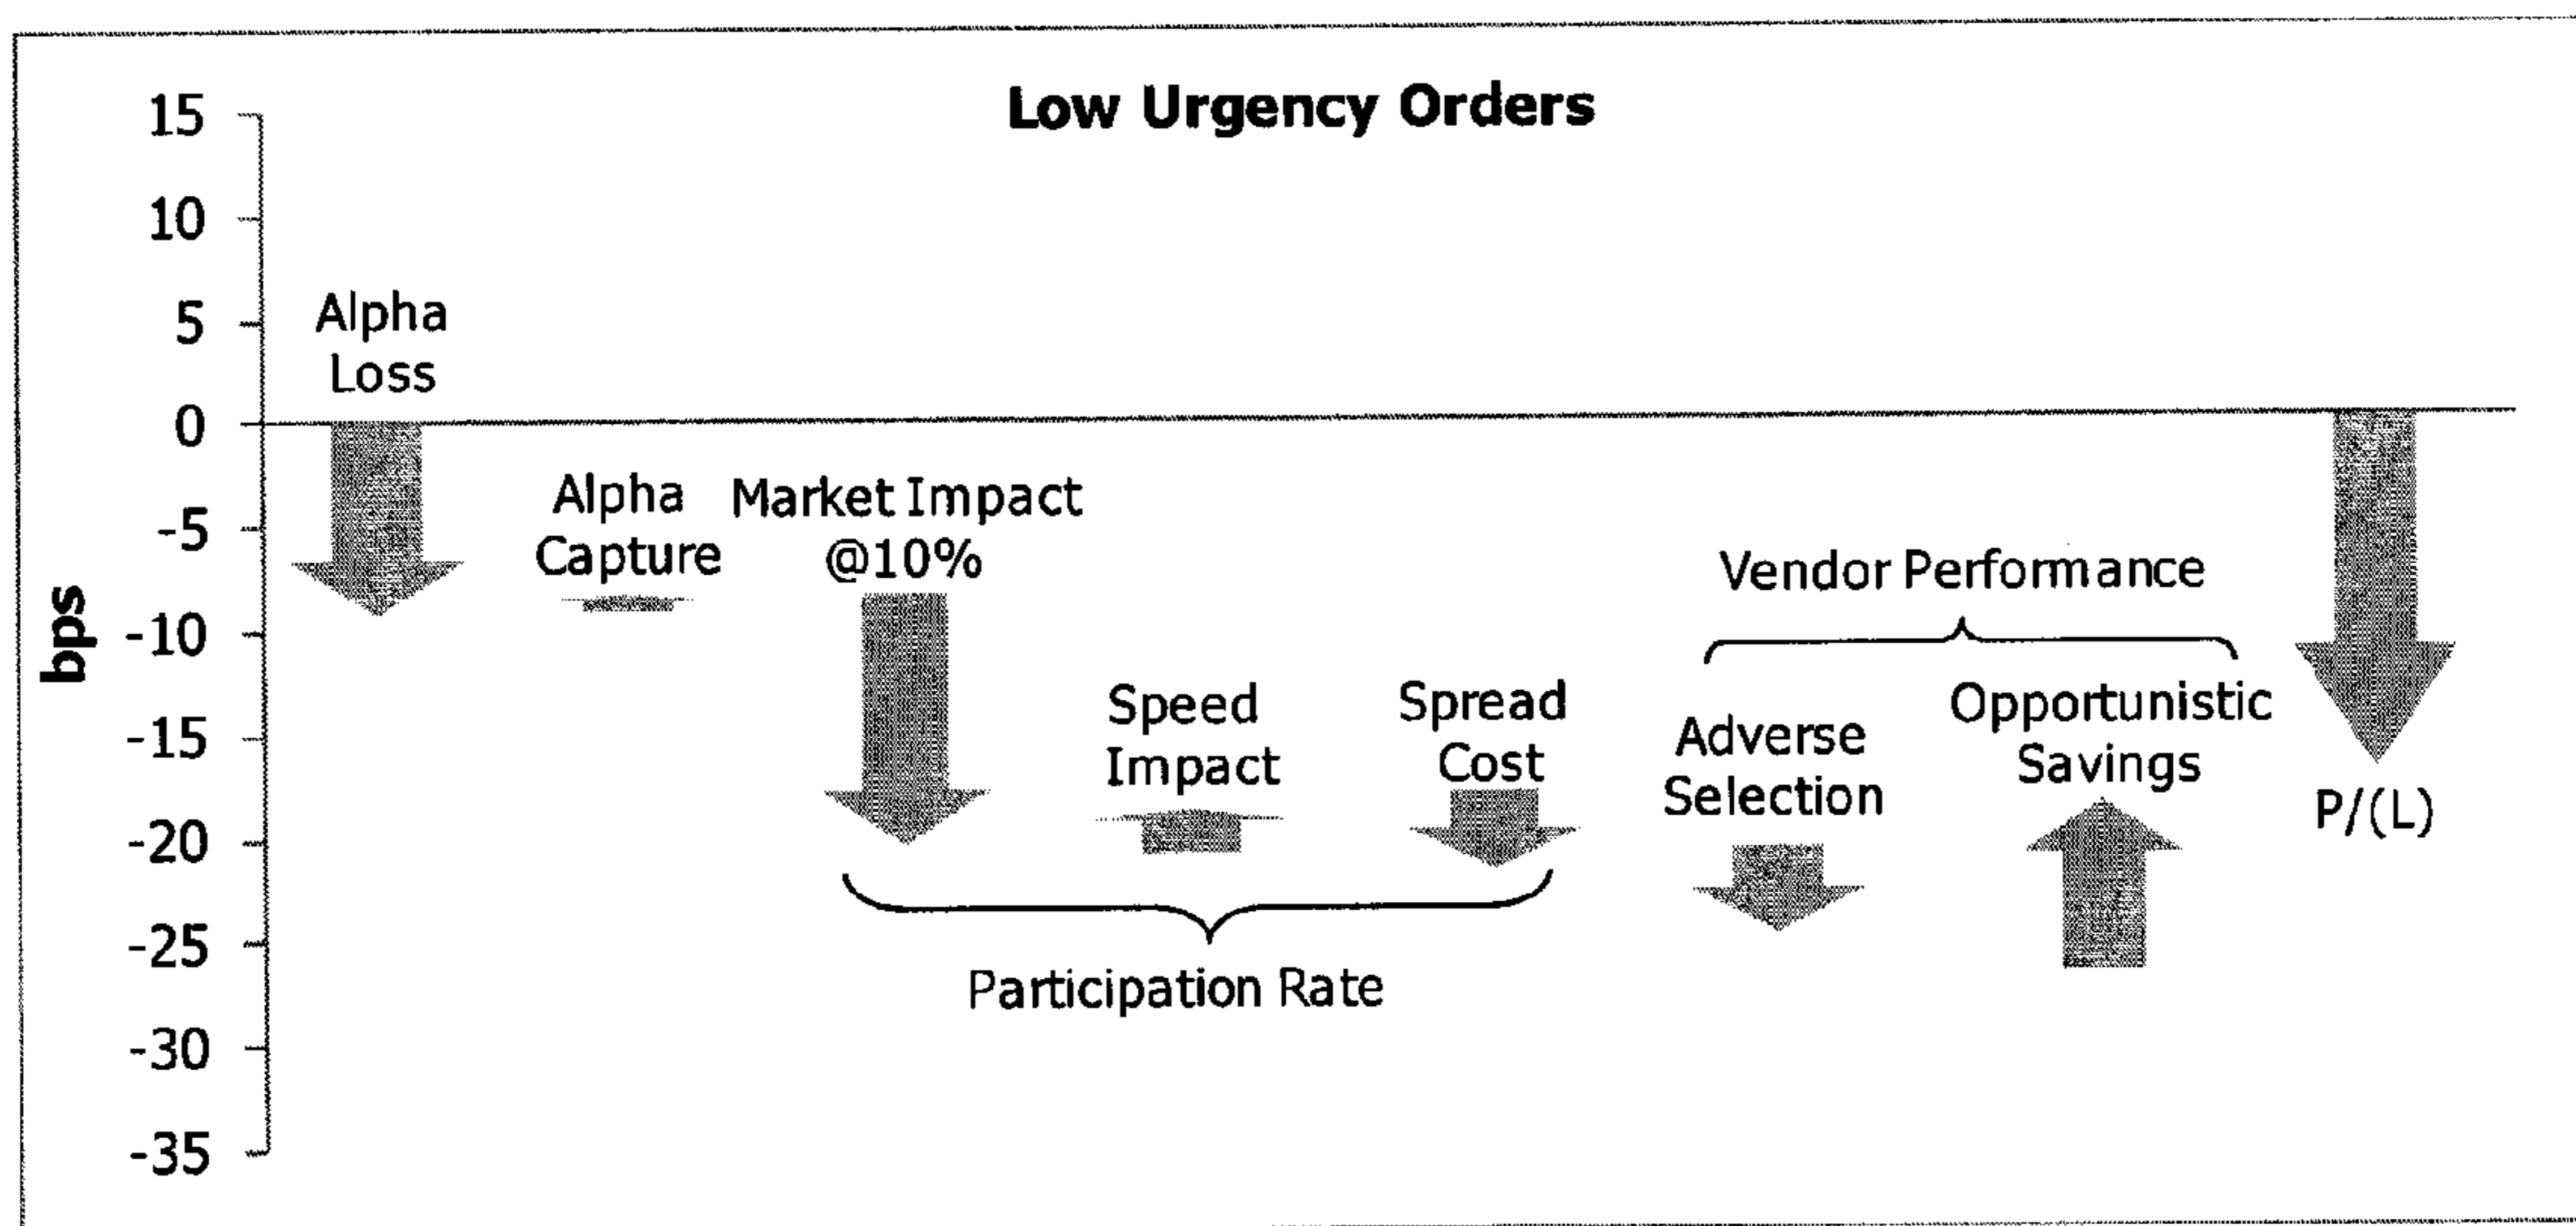 Low Urgency Orders
15
10
5
0
-5
-10
-15
-20
-25
-30
-35
bps
Alpha
Loss
Alpha
Capture
Market Impact
@10%
Speed
Impact
Spread
Cost
Participation Rate
Vendor Performance
Adverse
Selection
Opportunistic
Savings
P/(L)